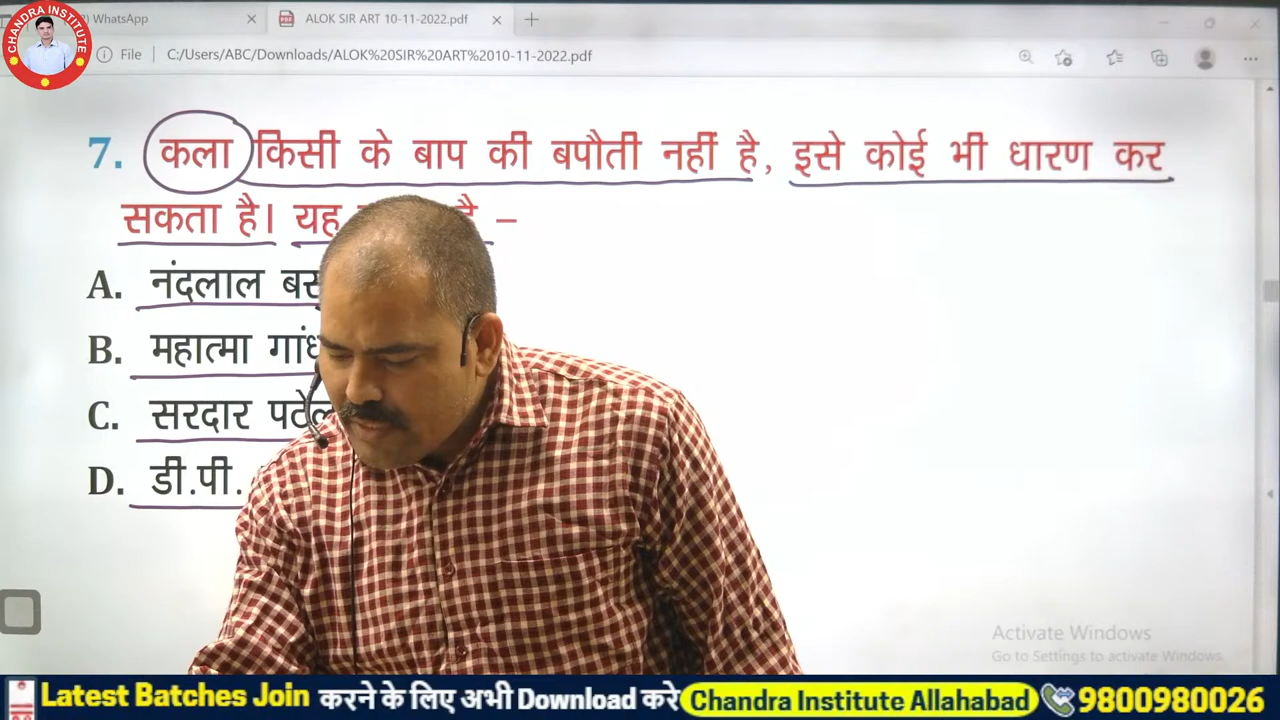 CHANDRA INSTITUTE
WhatsApp
ALOK SIR ART 10-11-2022.pdf
File
C:/Users/ABC/Downloads/ALOK%20SIR%20ART%2010-11-2022.pdf
7. कला किसी के बाप की बपौती नहीं है, इसे कोई भी धारण कर
सकता है। यह है –
A. नंदलाल
B. महात्मा
C. सरदार पटेल
D. डी.पी.
Activate Windows
Go to Settings to activate Windows.
Latest Batches Join करने के लिए अभी Download करे Chandra Institute Allahabad 9800980026